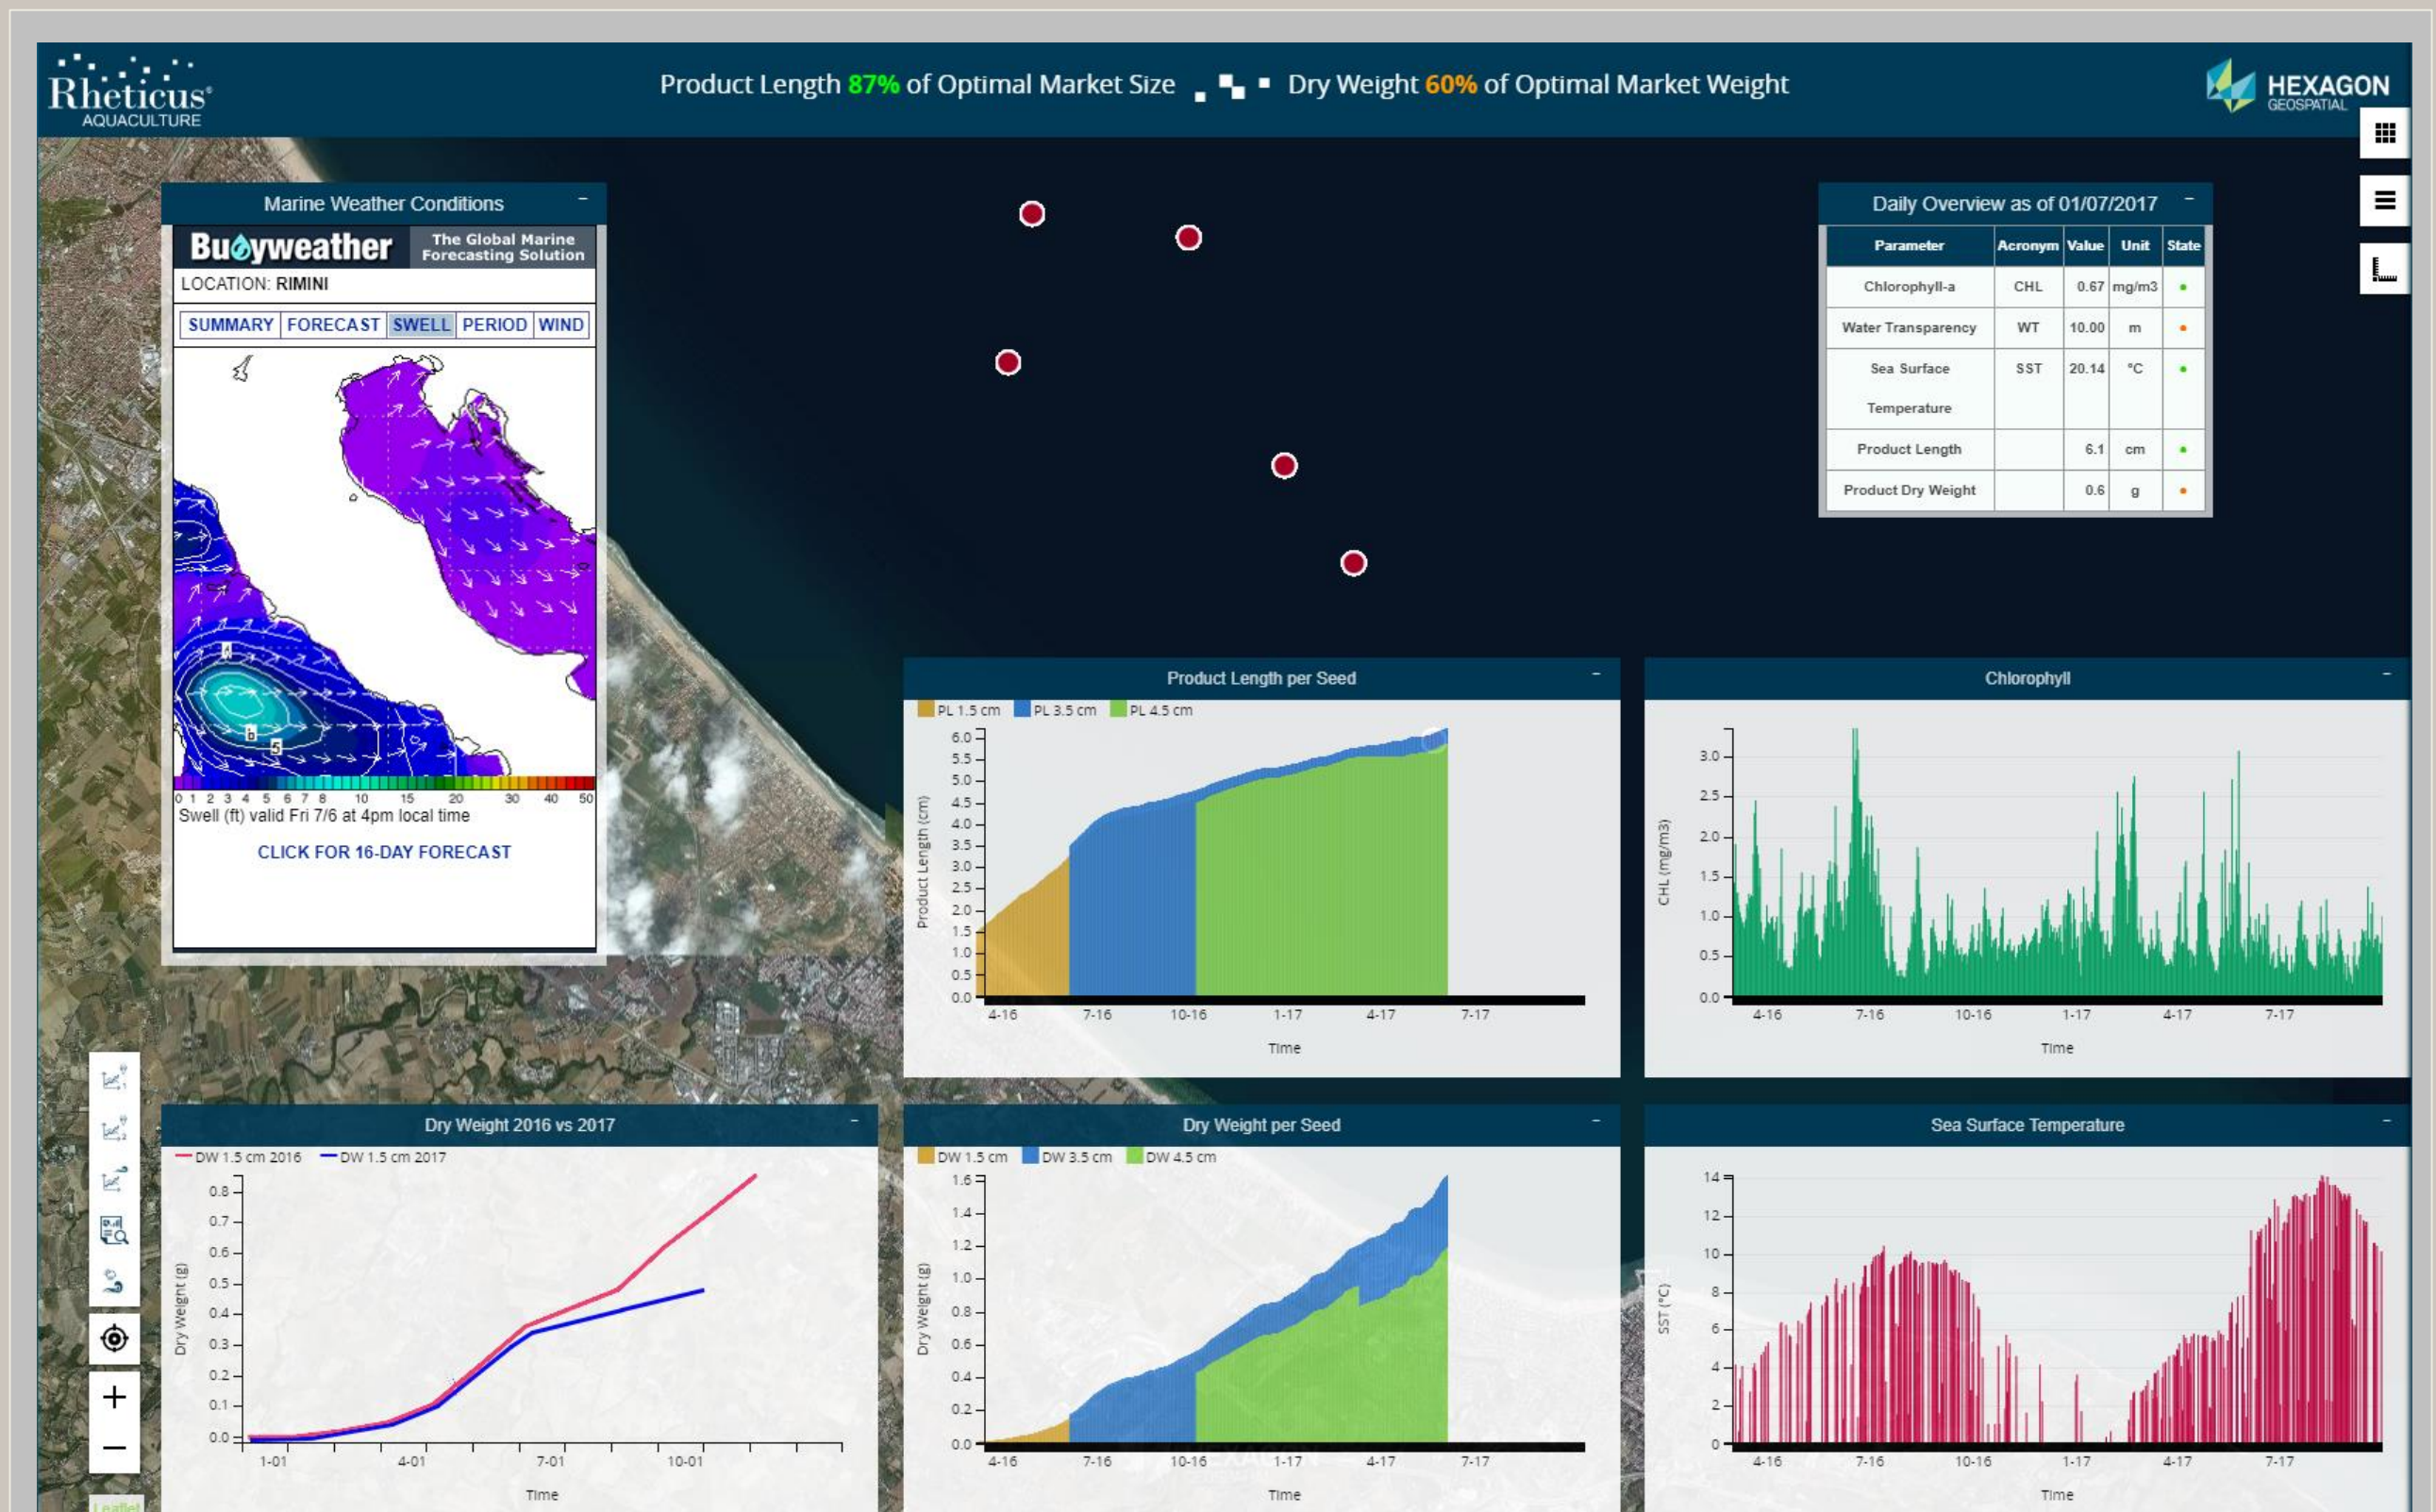 Rheticus®
AQUACULTURE
Product Length 87% of Optimal Market Size
Dry Weight 60% of Optimal Market Weight
HEXAGON
GEOSPATIAL
Marine Weather Conditions
Buoyweather
The Global Marine
Forecasting Solution
LOCATION: RIMINI
SUMMARY FORECAST SWELL PERIOD WIND
6
5
0 1 2 3 4 5 6 7 8 10 15 20 30 40 50
Swell (ft) valid Fri 7/6 at 4pm local time
CLICK FOR 16-DAY FORECAST
Daily Overview as of 01/07/2017
Parameter Acronym Value Unit State
Chlorophyll-a CHL 0.67 mg/m3
Water Transparency WT 10.00 m
Sea Surface SST 20.14 °C
Temperature
Product Length 6.1 cm
Product Dry Weight 0.6 g
Product Length per Seed
PL 1.5 cm PL 3.5 cm PL 4.5 cm
Product Length (cm)
6.0
5.5
5.0
4.5
4.0
3.5
3.0
2.5
2.0
1.5
1.0
0.5
0.0
4-16 7-16 10-16 1-17 4-17 7-17
Time
Chlorophyll
CHL (mg/m3)
3.0
2.5
2.0
1.5
1.0
0.5
0.0
4-16 7-16 10-16 1-17 4-17 7-17
Time
Dry Weight 2016 vs 2017
DW 1.5 cm 2016 DW 1.5 cm 2017
Dry Weight (g)
0.8
0.7
0.6
0.5
0.4
0.3
0.2
0.1
0.0
1-01 4-01 7-01 10-01
Time
Dry Weight per Seed
DW 1.5 cm DW 3.5 cm DW 4.5 cm
Dry Weight (g)
1.6
1.4
1.2
1.0
0.8
0.6
0.4
0.2
0.0
4-16 7-16 10-16 1-17 4-17 7-17
HEXAGON
Time
Sea Surface Temperature
SST (°C)
14
12
10
8
6
4
2
0
4-16 7-16 10-16 1-17 4-17 7-17
Time
+
−
Leaflet